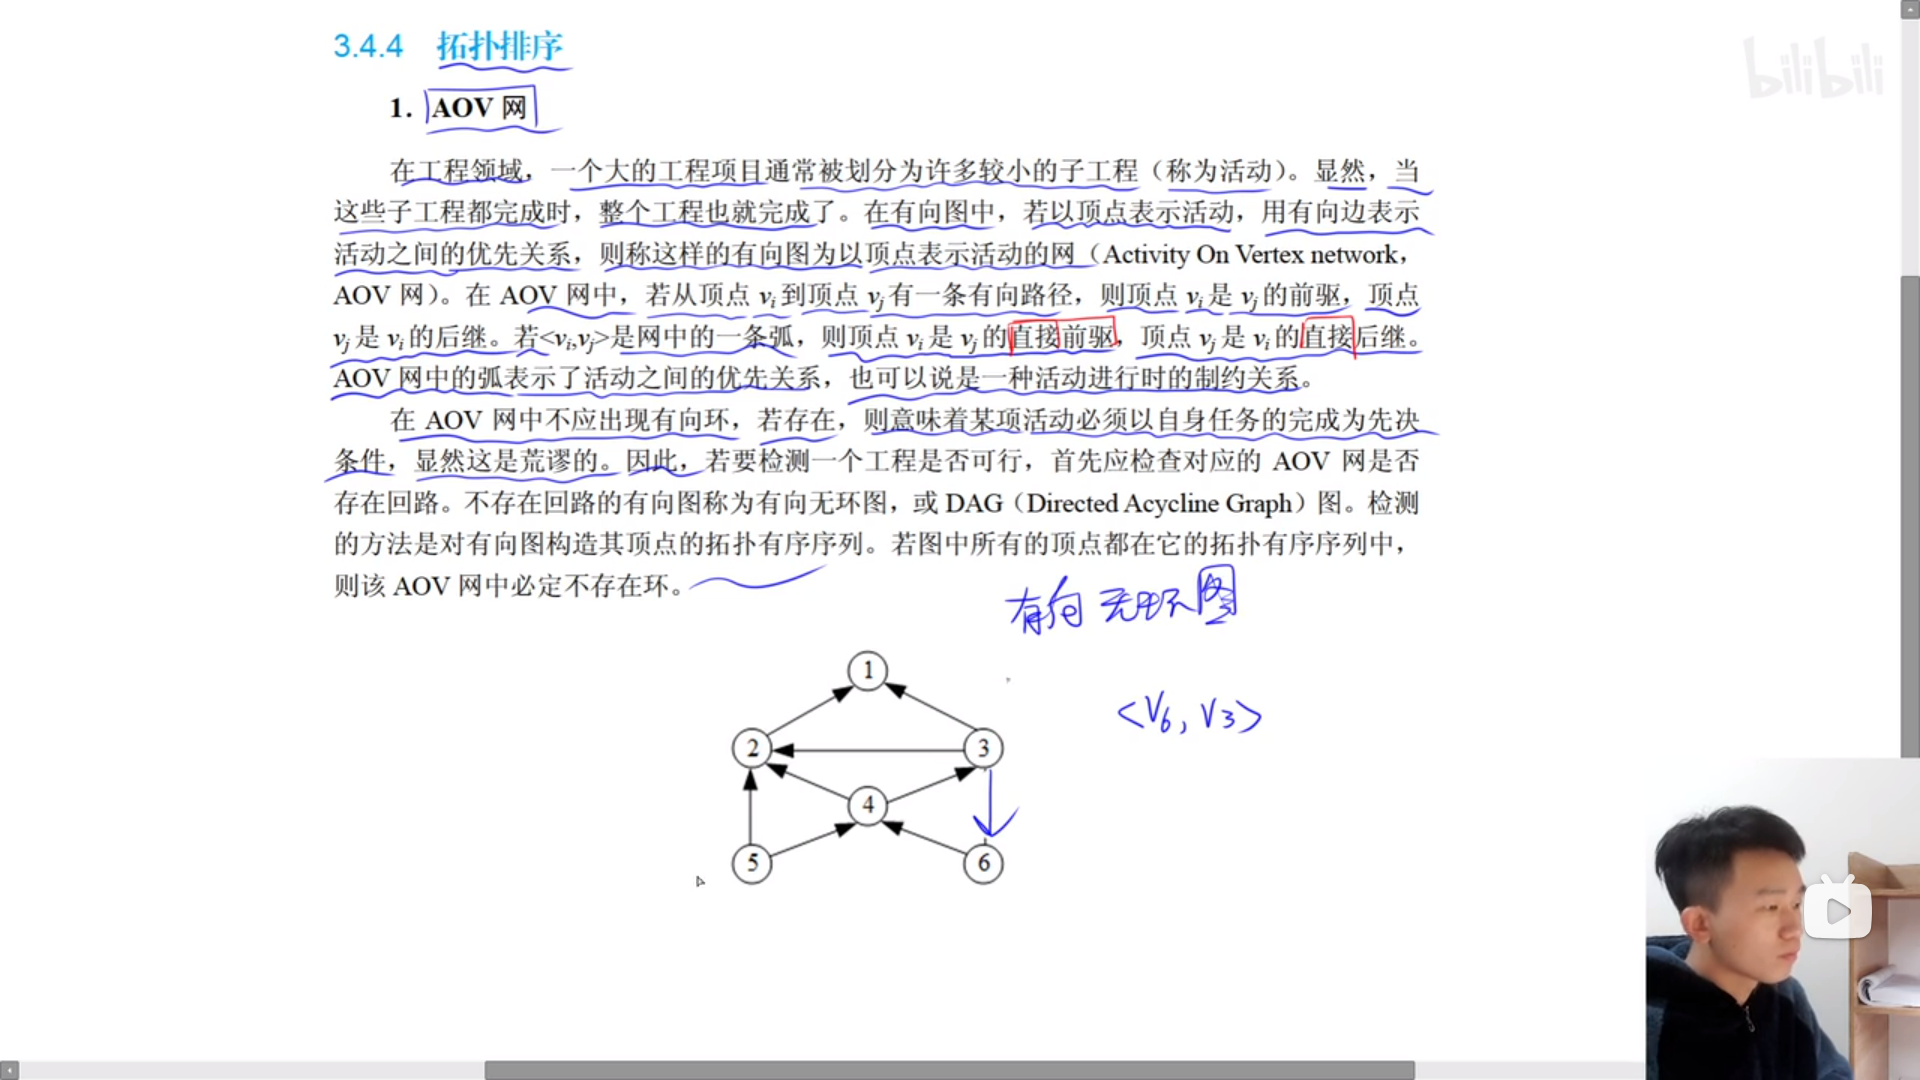 3.4.4 拓扑排序
bilibili
1. AOV 网
在工程领域，一个大的工程项目通常被划分为许多较小的子工程（称为活动）。显然，当
这些子工程都完成时，整个工程也就完成了。在有向图中，若以顶点表示活动，用有向边表示
活动之间的优先关系，则称这样的有向图为以顶点表示活动的网（Activity On Vertex network，
AOV 网）。在 AOV 网中，若从顶点 vi 到顶点 vj 有一条有向路径，则顶点 vi 是 vj 的前驱，顶点
vj 是 vi 的后继。若<vi,vj>是网中的一条弧，则顶点 vi 是 vj 的直接前驱，顶点 vj 是 vi 的直接后继。
AOV 网中的弧表示了活动之间的优先关系，也可以说是一种活动进行时的制约关系。
在 AOV 网中不应出现有向环，若存在，则意味着某项活动必须以自身任务的完成为先决
条件，显然这是荒谬的。因此，若要检测一个工程是否可行，首先应检查对应的 AOV 网是否
存在回路。不存在回路的有向图称为有向无环图，或 DAG（Directed Acycline Graph）图。检测
的方法是对有向图构造其顶点的拓扑有序序列。若图中所有的顶点都在它的拓扑有序序列中，
则该 AOV 网中必定不存在环。
有向无环图
1
<V6, V3>
2
3
4
5
6